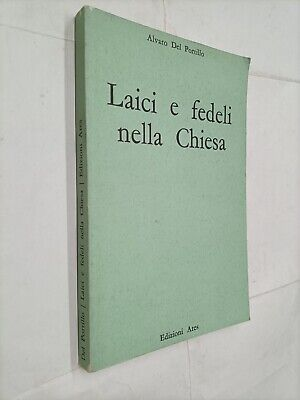 Alvaro Del Portillo
Laici e fedeli
nella Chiesa
Edizioni Ares
Del Portillo | Laici e fedeli nella Chiesa | Edizioni Ares